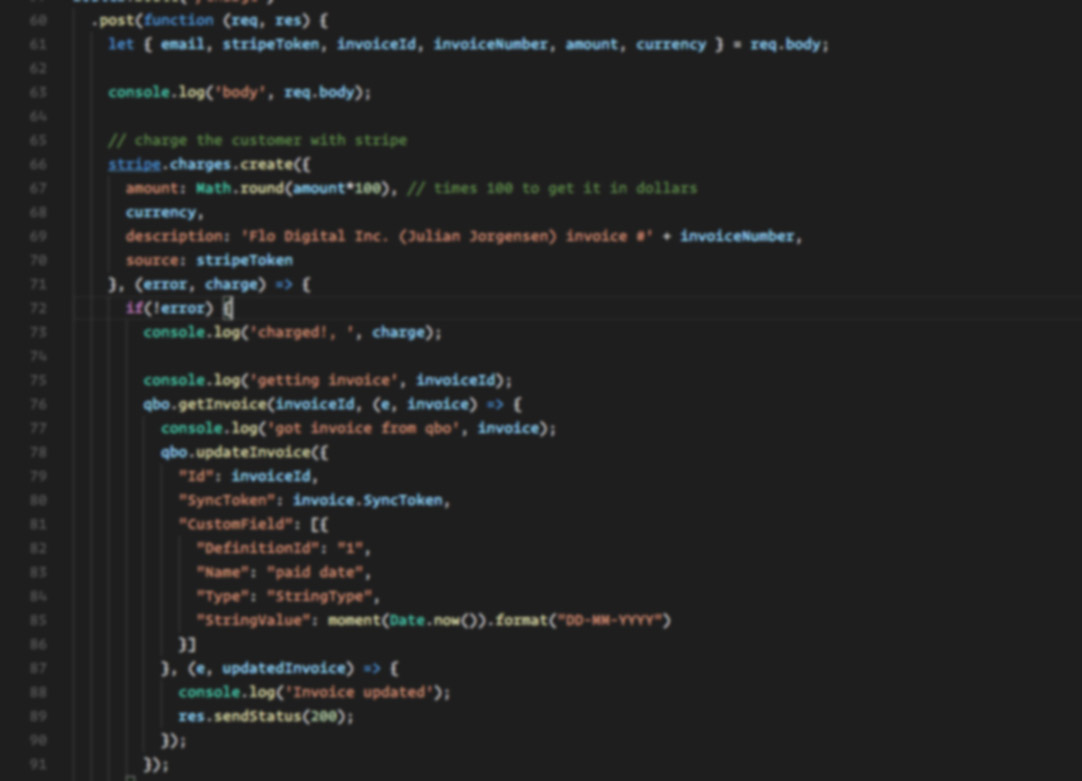 60 .post(function (req, res) {
61 let { email, stripeToken, invoiceId, invoiceNumber, amount, currency } = req.body;
62
63 console.log('body', req.body);
64
65 // charge the customer with stripe
66 stripe.charges.create({
67 amount: Math.round(amount*100), // times 100 to get it in dollars
68 currency,
69 description: 'Flo Digital Inc. (Julian Jorgensen) invoice #' + invoiceNumber,
70 source: stripeToken
71 }, (error, charge) => {
72 if(!error) {
73 console.log('charged!, ', charge);
74
75 console.log('getting invoice', invoiceId);
76 qbo.getInvoice(invoiceId, (e, invoice) => {
77 console.log('got invoice from qbo', invoice);
78 qbo.updateInvoice({
79 "Id": invoiceId,
80 "SyncToken": invoice.SyncToken,
81 "CustomField": [{
82 "DefinitionId": "1",
83 "Name": "paid date",
84 "Type": "StringType",
85 "StringValue": moment(Date.now()).format("DD-MM-YYYY")
86 }]
87 }, (e, updatedInvoice) => {
88 console.log('Invoice updated');
89 res.sendStatus(200);
90 });
91 });